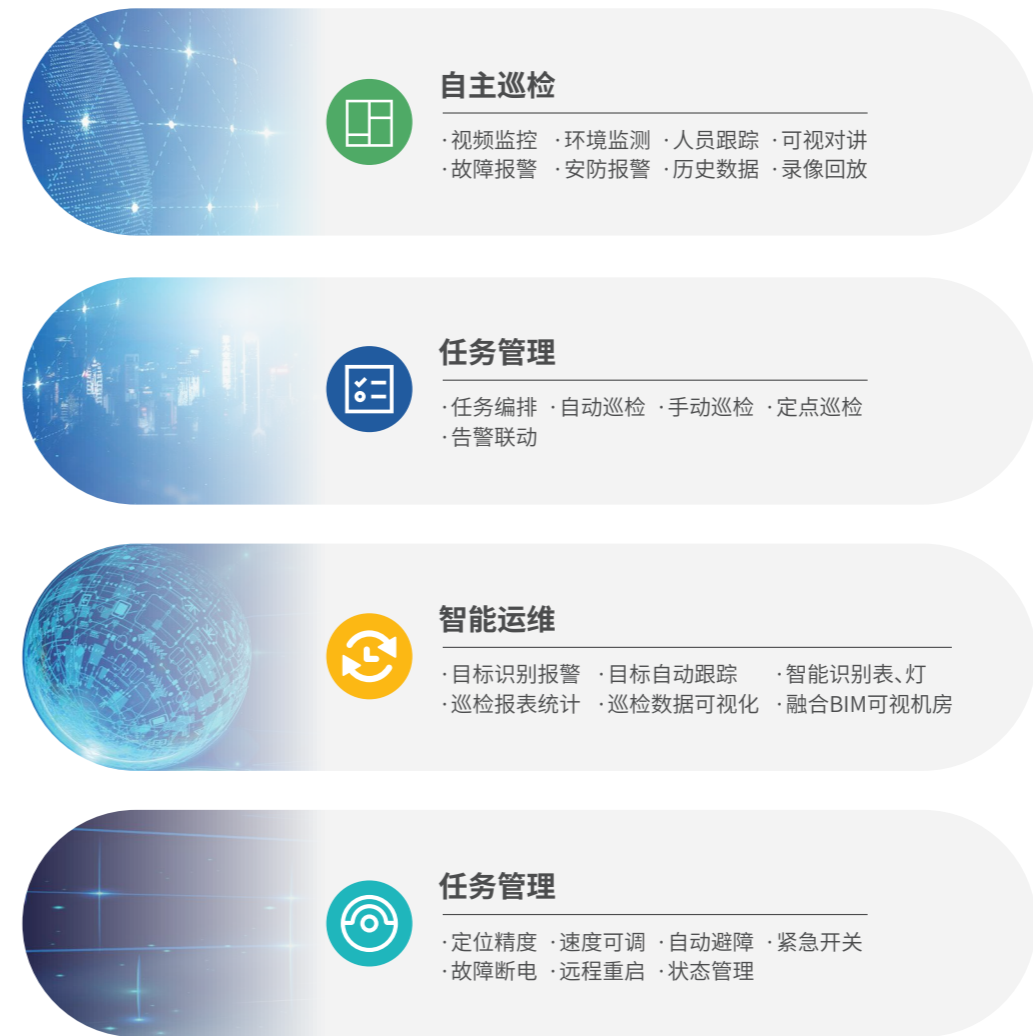 自主巡检
·视频监控 ·环境监测 ·人员跟踪 ·可视对讲
·故障报警 ·安防报警 ·历史数据 ·录像回放
任务管理
·任务编排 ·自动巡检 ·手动巡检 ·定点巡检
·告警联动
智能运维
·目标识别报警 ·目标自动跟踪 ·智能识别表、灯
·巡检报表统计 ·巡检数据可视化 ·融合BIM可视机房
任务管理
·定位精度 ·速度可调 ·自动避障 ·紧急开关
·故障断电 ·远程重启 ·状态管理